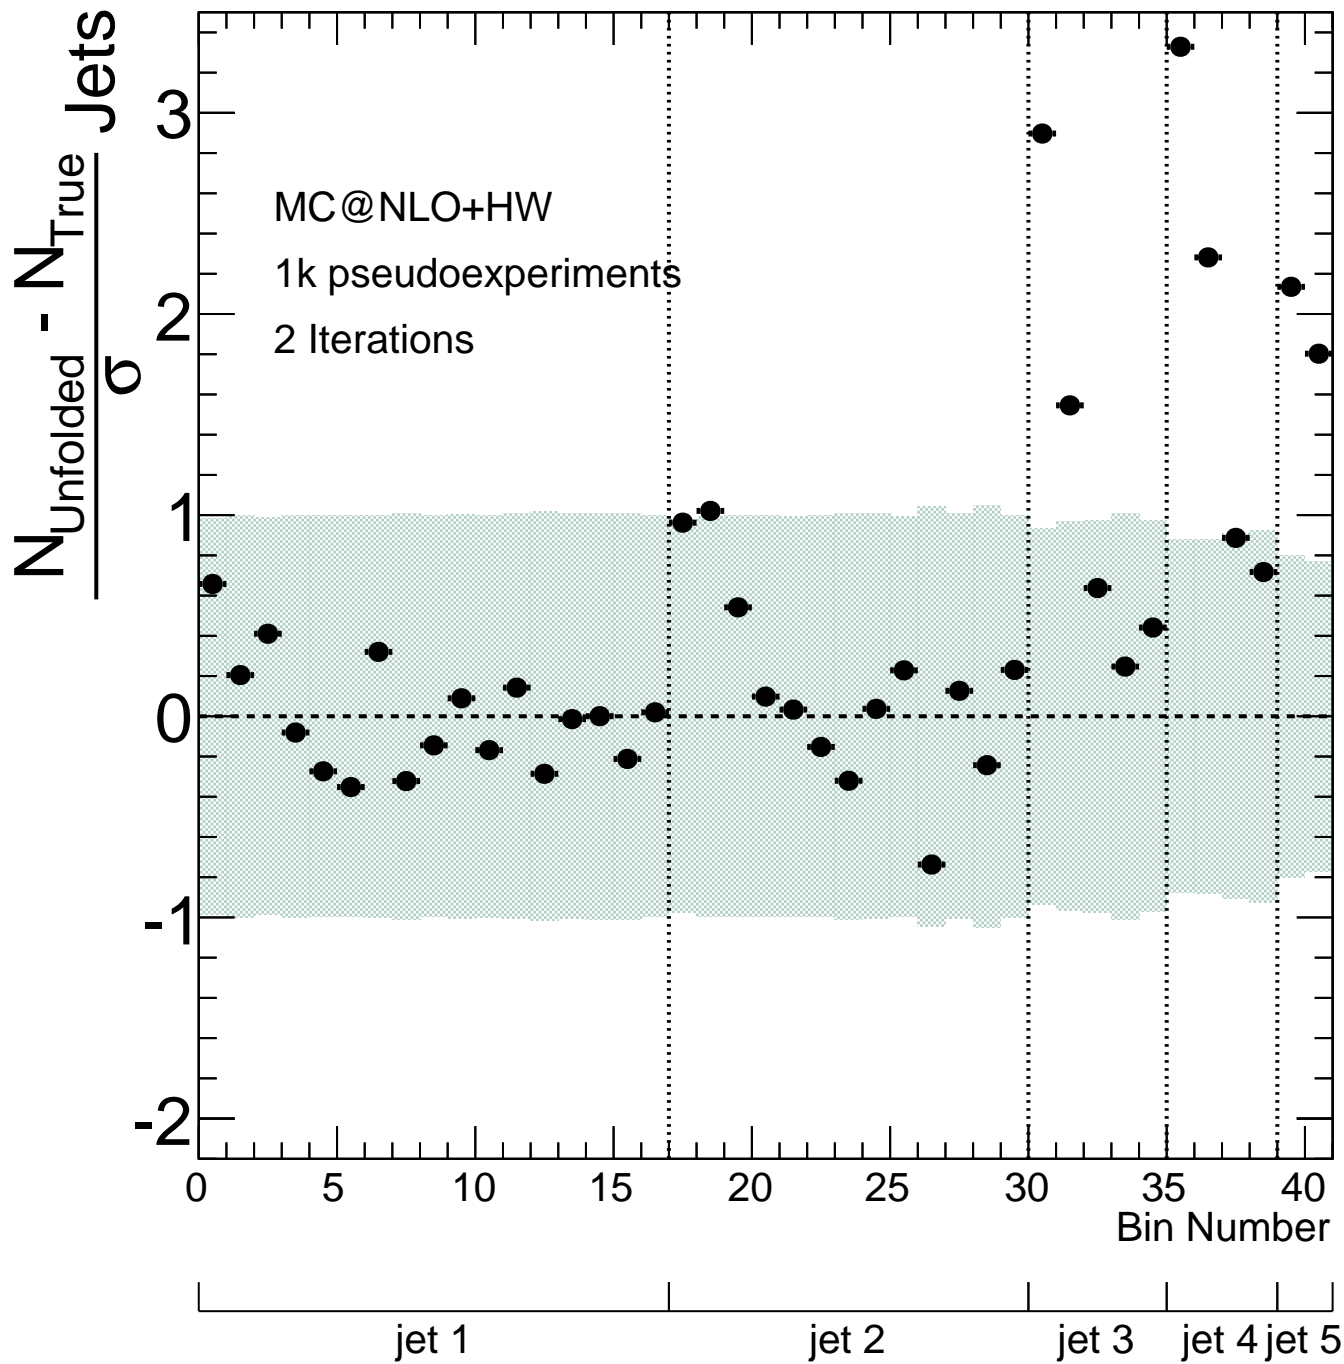 N_Unfolded - N_True Jets
σ
3
2
1
0
-1
-2
MC@NLO+HW
1k pseudoexperiments
2 Iterations
0 5 10 15 20 25 30 35 40
Bin Number
jet 1 jet 2 jet 3 jet 4 jet 5